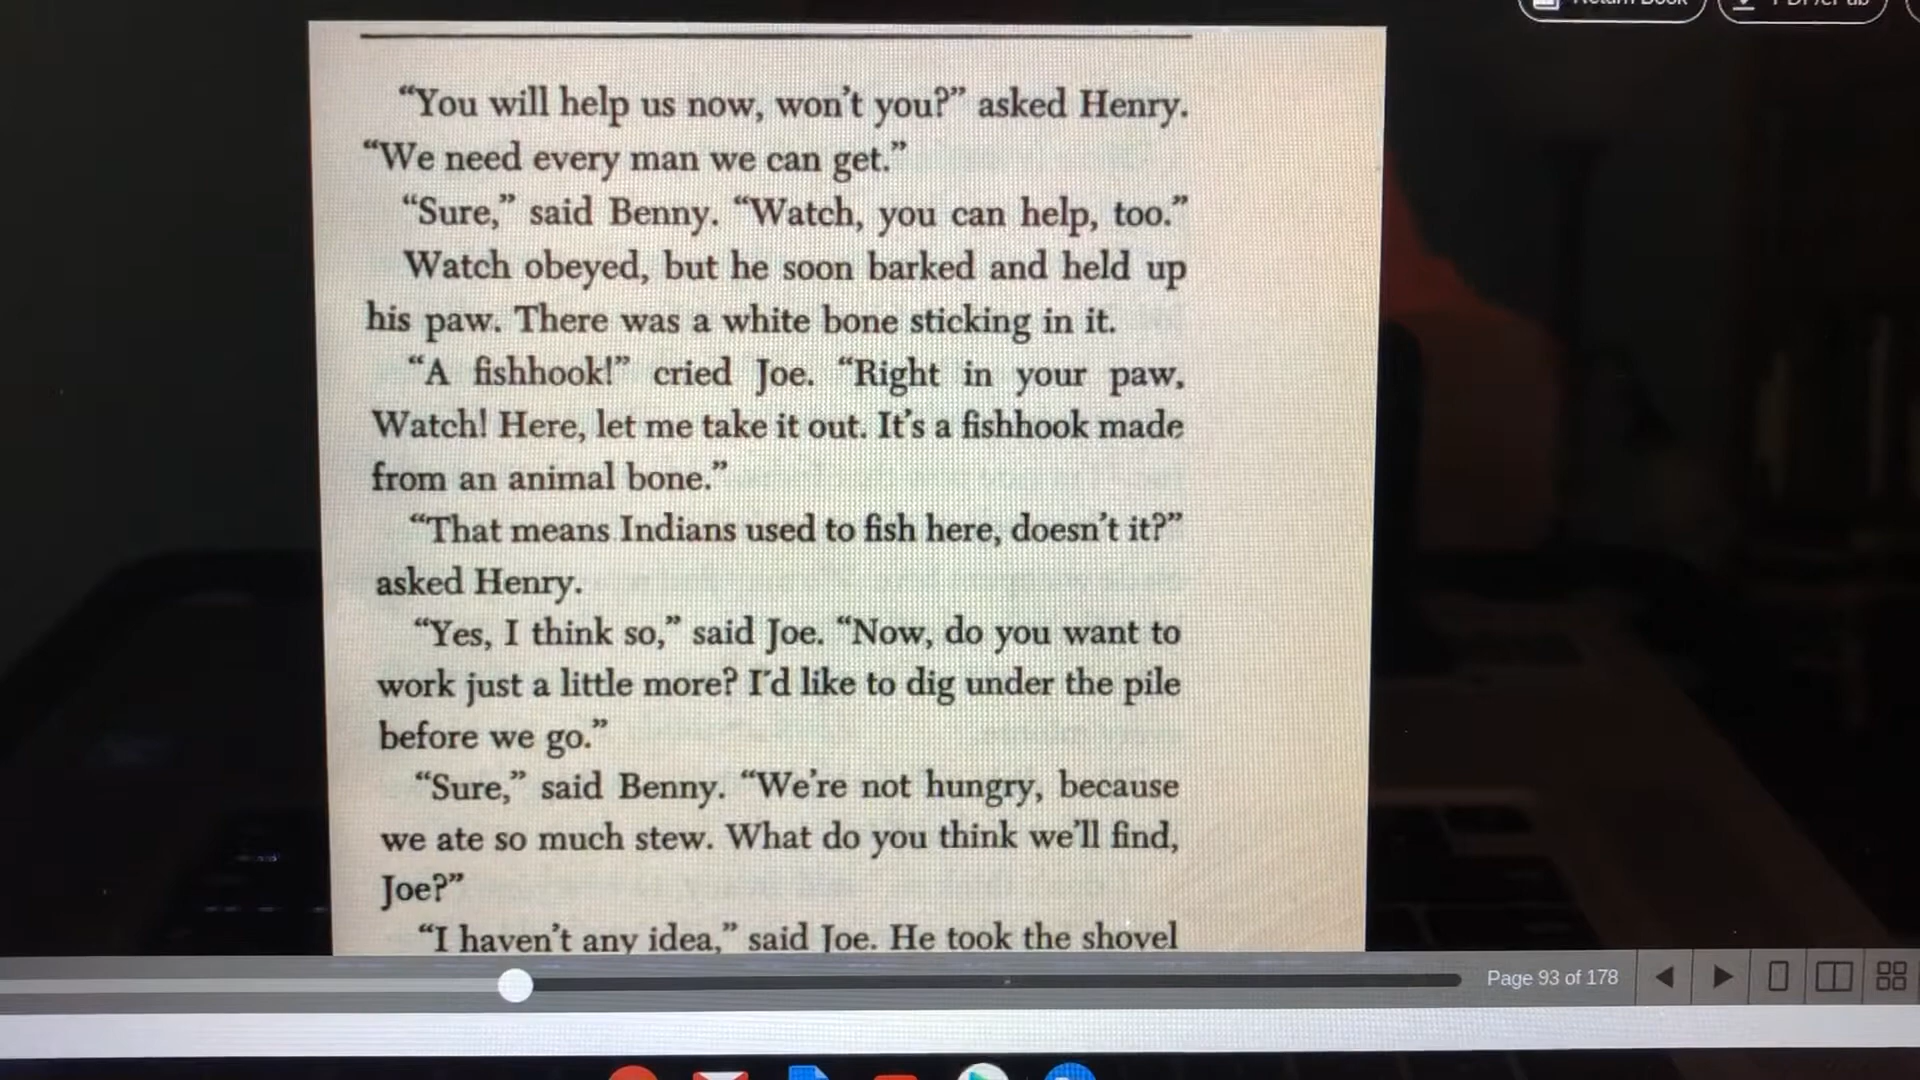 Return Book
“You will help us now, won’t you?” asked Henry.
“We need every man we can get.”
“Sure,” said Benny. “Watch, you can help, too.”
Watch obeyed, but he soon barked and held up
his paw. There was a white bone sticking in it.
“A fishhook!” cried Joe. “Right in your paw,
Watch! Here, let me take it out. It’s a fishhook made
from an animal bone.”
“That means Indians used to fish here, doesn’t it?”
asked Henry.
“Yes, I think so,” said Joe. “Now, do you want to
work just a little more? I’d like to dig under the pile
before we go.”
“Sure,” said Benny. “We’re not hungry, because
we ate so much stew. What do you think we’ll find,
Joe?”
“I haven’t any idea,” said Joe. He took the shovel
Page 93 of 178